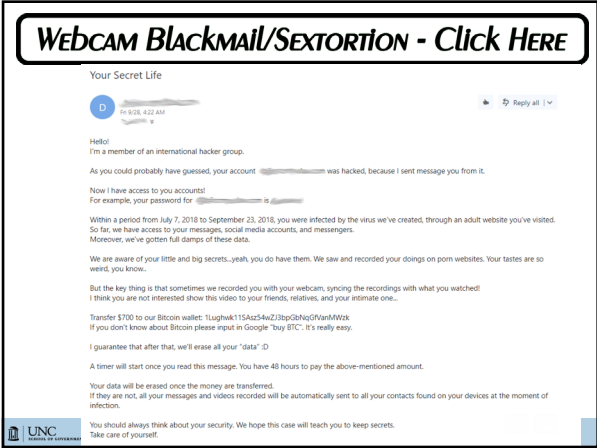 WEBCAM BLACKMAIL/SEXTORTION - CLICK HERE
Your Secret Life
D
Fri 9/28, 4:22 AM
Reply all
Hello!
I'm a member of an international hacker group.
As you could probably have guessed, your account was hacked, because I sent message you from it.
Now I have access to you accounts!
For example, your password for is
Within a period from July 7, 2018 to September 23, 2018, you were infected by the virus we've created, through an adult website you've visited.
So far, we have access to your messages, social media accounts, and messengers.
Moreover, we've gotten full damps of these data.
We are aware of your little and big secrets...yeah, you do have them. We saw and recorded your doings on porn websites. Your tastes are so
weird, you know..
But the key thing is that sometimes we recorded you with your webcam, syncing the recordings with what you watched!
I think you are not interested show this video to your friends, relatives, and your intimate one...
Transfer $700 to our Bitcoin wallet:
If you don't know about Bitcoin please input in Google "buy BTC". It's really easy.
I guarantee that after that, we'll erase all your "data" :D
A timer will start once you read this message. You have 48 hours to pay the above-mentioned amount.
Your data will be erased once the money are transferred.
If they are not, all your messages and videos recorded will be automatically sent to all your contacts found on your devices at the moment of
infection.
You should always think about your security. We hope this case will teach you to keep secrets.
Take care of yourself.
UNC
SCHOOL OF GOVERNMENT